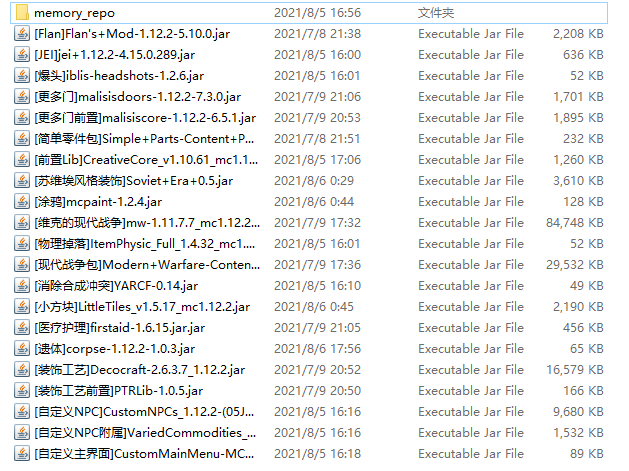 memory_repo 2021/8/5 16:56 文件夹
[Flan]Flan's+Mod-1.12.2-5.10.0.jar 2021/7/8 21:38 Executable Jar File 2,208 KB
[JEI]jei+1.12.2-4.15.0.289.jar 2021/8/5 16:00 Executable Jar File 636 KB
[爆头]iblis-headshots-1.2.6.jar 2021/8/5 16:01 Executable Jar File 52 KB
[更多门]malisisdoors-1.12.2-7.3.0.jar 2021/7/9 21:06 Executable Jar File 1,701 KB
[更多门前置]malisiscore-1.12.2-6.5.1.jar 2021/7/9 20:53 Executable Jar File 1,895 KB
[简单零件包]Simple+Parts-Content+P... 2021/7/8 21:51 Executable Jar File 232 KB
[前置Lib]CreativeCore_v1.10.61_mc1.1... 2021/8/5 17:06 Executable Jar File 1,260 KB
[苏维埃风格装饰]Soviet+Era+0.5.jar 2021/8/6 0:29 Executable Jar File 3,610 KB
[涂鸦]mcpaint-1.2.4.jar 2021/8/6 0:44 Executable Jar File 128 KB
[维克的现代战争]mw-1.11.7.7_mc1.12.2... 2021/7/9 17:32 Executable Jar File 84,748 KB
[物理掉落]ItemPhysic_Full_1.4.32_mc1.... 2021/8/5 16:01 Executable Jar File 52 KB
[现代战争包]Modern+Warfare-Conten... 2021/7/9 17:36 Executable Jar File 29,532 KB
[消除合成冲突]YARCF-0.14.jar 2021/8/5 16:10 Executable Jar File 49 KB
[小方块]LittleTiles_v1.5.17_mc1.12.2.jar 2021/8/6 0:45 Executable Jar File 2,190 KB
[医疗护理]firstaid-1.6.15.jar.jar 2021/7/9 21:05 Executable Jar File 456 KB
[遗体]corpse-1.12.2-1.0.3.jar 2021/8/6 17:56 Executable Jar File 65 KB
[装饰工艺]Decocraft-2.6.3.7_1.12.2.jar 2021/7/9 20:52 Executable Jar File 16,579 KB
[装饰工艺前置]PTRLib-1.0.5.jar 2021/7/9 20:50 Executable Jar File 166 KB
[自定义NPC]CustomNPCs_1.12.2-(05J... 2021/8/5 16:16 Executable Jar File 9,680 KB
[自定义NPC附属]VariedCommodities_... 2021/8/5 16:16 Executable Jar File 1,532 KB
[自定义主界面]CustomMainMenu-MC... 2021/8/5 16:18 Executable Jar File 89 KB